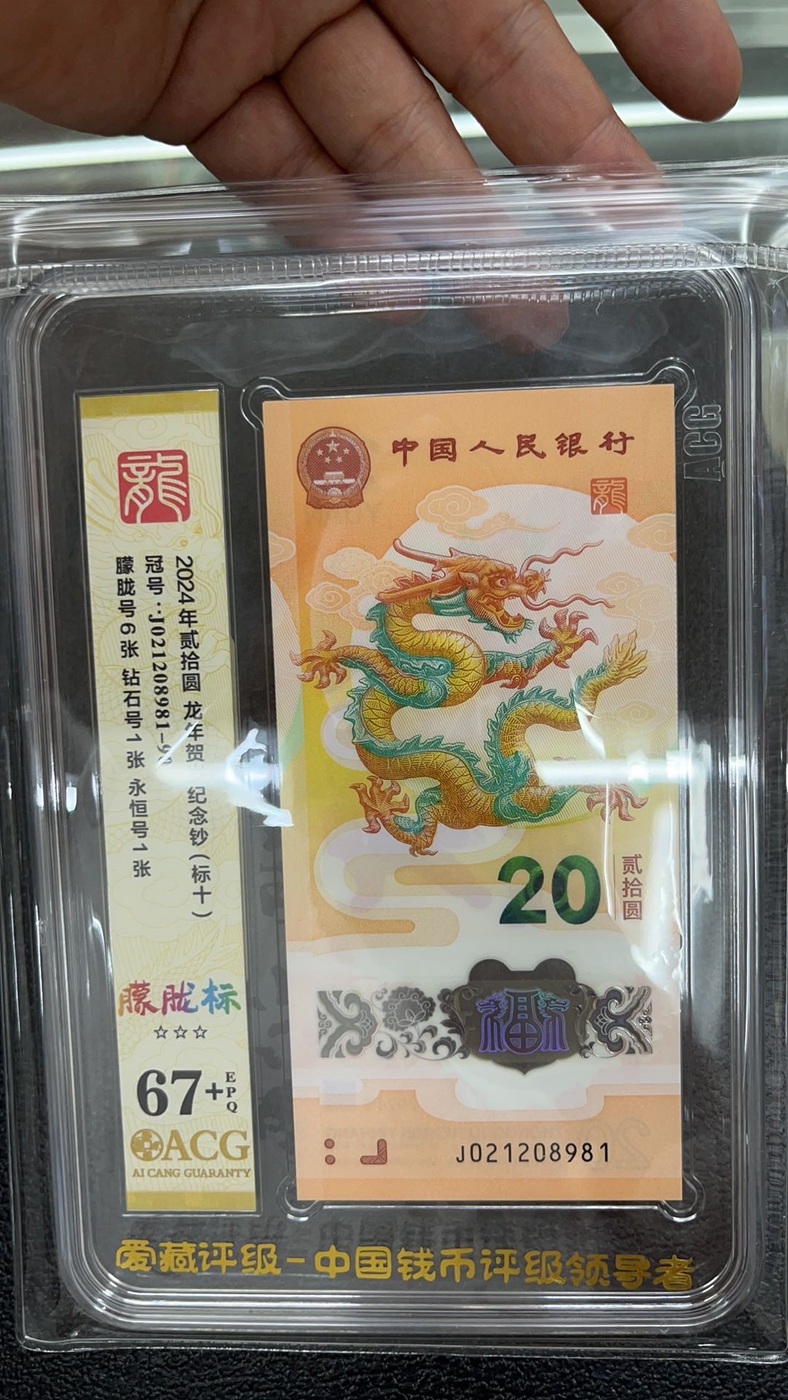 ACG
龍
2024年贰拾圆 龙年贺 纪念钞(标十)
冠号:J021208981-90
朦胧号6张 钻石号1张 永恒号1张
朦胧标
☆☆☆
67+EPQ
ACG
AI CANG GUARANTY
中国人民银行
龍
20
贰拾圆
福
J021208981
爱藏评级-中国钱币评级领导者